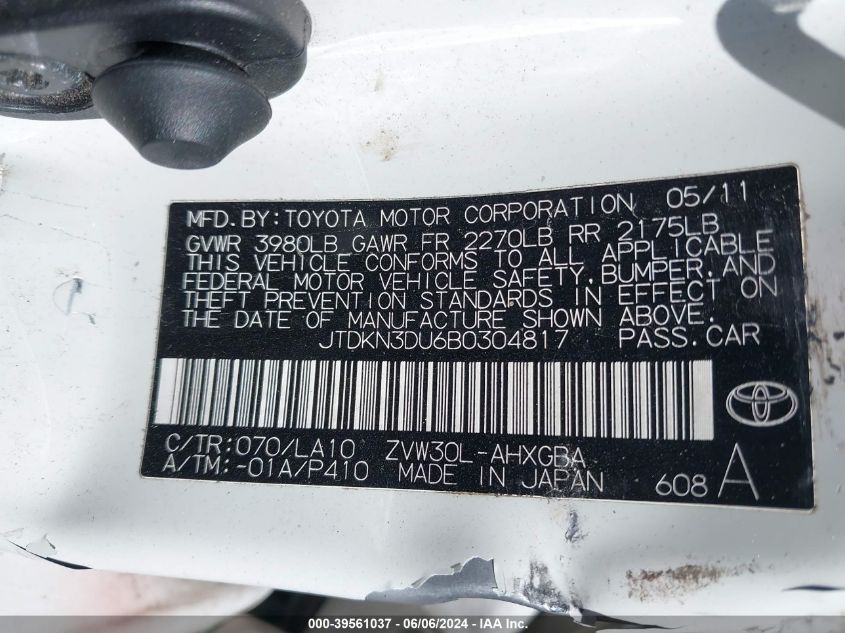 MFD.BY:TOYOTA MOTOR CORPORATION 05/11
GVWR 3980LB GAWR FR 2270LB RR 2175LB
THIS VEHICLE CONFORMS TO ALL APPLICABLE
FEDERAL MOTOR VEHICLE SAFETY,BUMPER,AND
THEFT PREVENTION STANDARDS IN EFFECT ON
THE DATE OF MANUFACTURE SHOWN ABOVE.
JTDKN3DU6B0304817 PASS.CAR
C/TR:070/LA10 ZVW30L-AHXGBA
A/TM:-01A/P410 MADE IN JAPAN 608 A
000-39561037 - 06/06/2024 - IAA Inc.